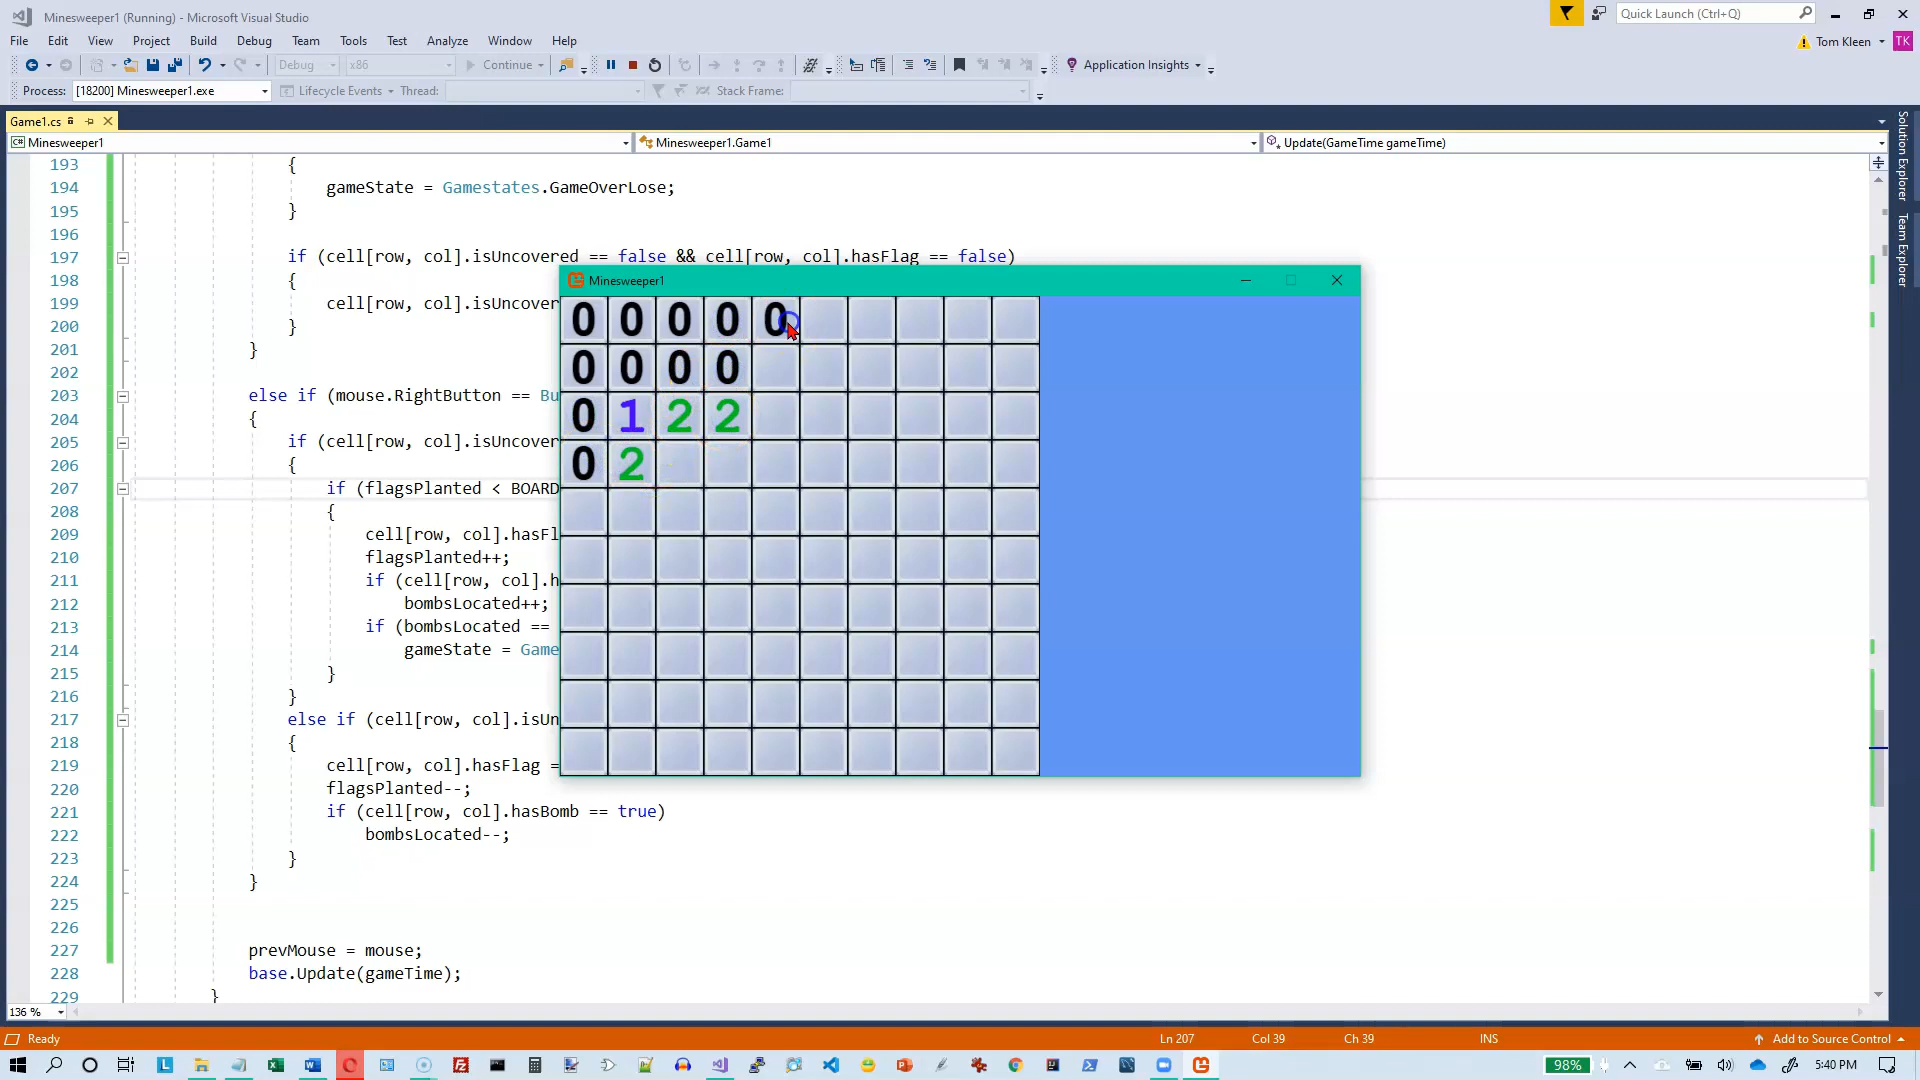 Minesweeper1 (Running) - Microsoft Visual Studio
Quick Launch (Ctrl+Q)
File Edit View Project Build Debug Team Tools Test Analyze Window Help
Tom Kleen TK
Debug x86 Continue Application Insights
Process: [18200] Minesweeper1.exe Lifecycle Events Thread: Stack Frame:
Game1.cs
C# Minesweeper1 Minesweeper1.Game1 Update(GameTime gameTime)
Solution Explorer
Team Explorer
193 {
194 gameState = Gamestates.GameOverLose;
195 }
196
197 if (cell[row, col].isUncovered == false && cell[row, col].hasFlag == false)
198 {
199 cell[row, col].isUncover
200 }
201 }
202
203 else if (mouse.RightButton == Bu
204 {
205 if (cell[row, col].isUncover
206 {
207 if (flagsPlanted < BOARD
208 {
209 cell[row, col].hasFl
210 flagsPlanted++;
211 if (cell[row, col].h
212 bombsLocated++;
213 if (bombsLocated ==
214 gameState = Game
215 }
216 }
217 else if (cell[row, col].isUn
218 {
219 cell[row, col].hasFlag =
220 flagsPlanted--;
221 if (cell[row, col].hasBomb == true)
222 bombsLocated--;
223 }
224 }
225
226
227 prevMouse = mouse;
228 base.Update(gameTime);
229 }
Minesweeper1
0 0 0 0 0
0 0 0 0
0 1 2 2
0 2
136 %
Ready Ln 207 Col 39 Ch 39 INS Add to Source Control
98% 5:40 PM